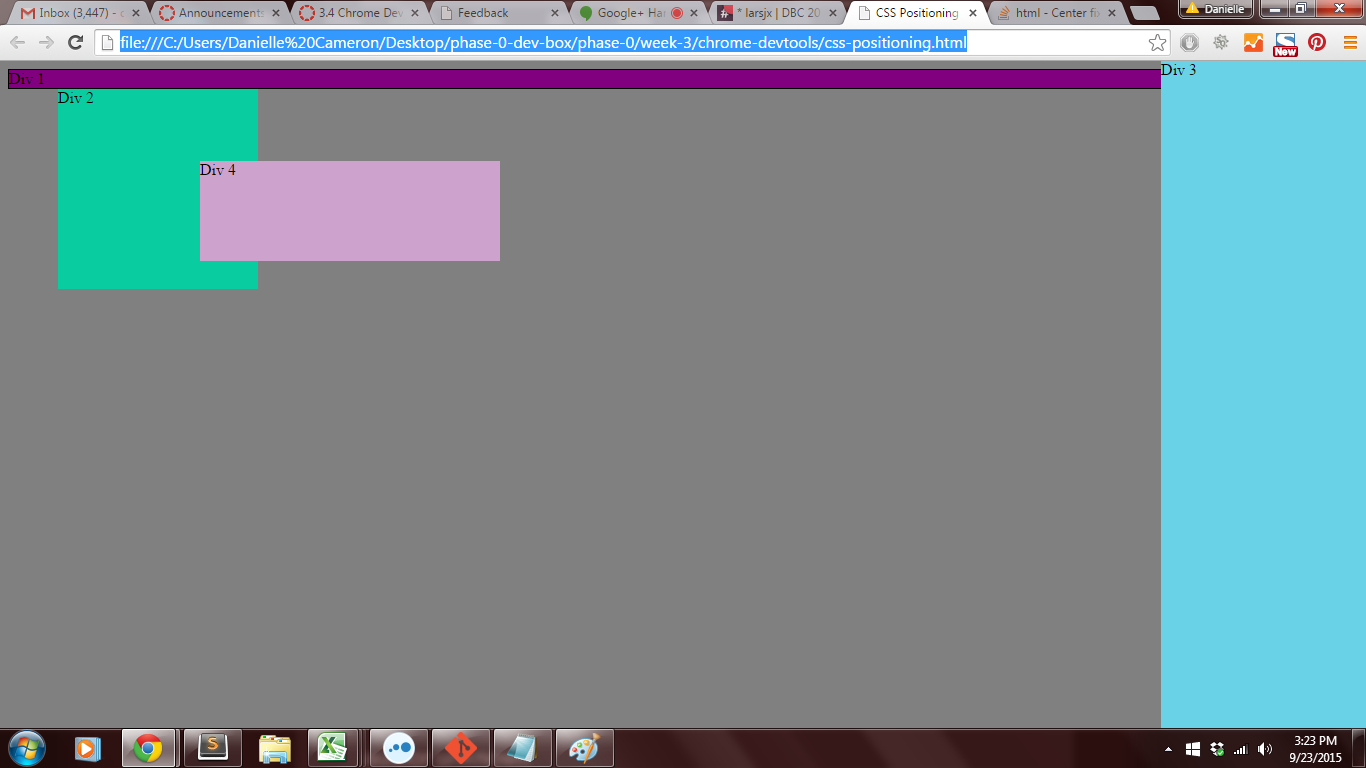 Inbox (3,447) - c
Announcements
3.4 Chrome Dev
Feedback
Google+ Ha
* larsjx | DBC 20
CSS Positioning
html - Center fi
Danielle
file:///C:/Users/Danielle%20Cameron/Desktop/phase-0-dev-box/phase-0/week-3/chrome-devtools/css-positioning.html
New
Div 1
Div 3
Div 2
Div 4
3:23 PM
9/23/2015